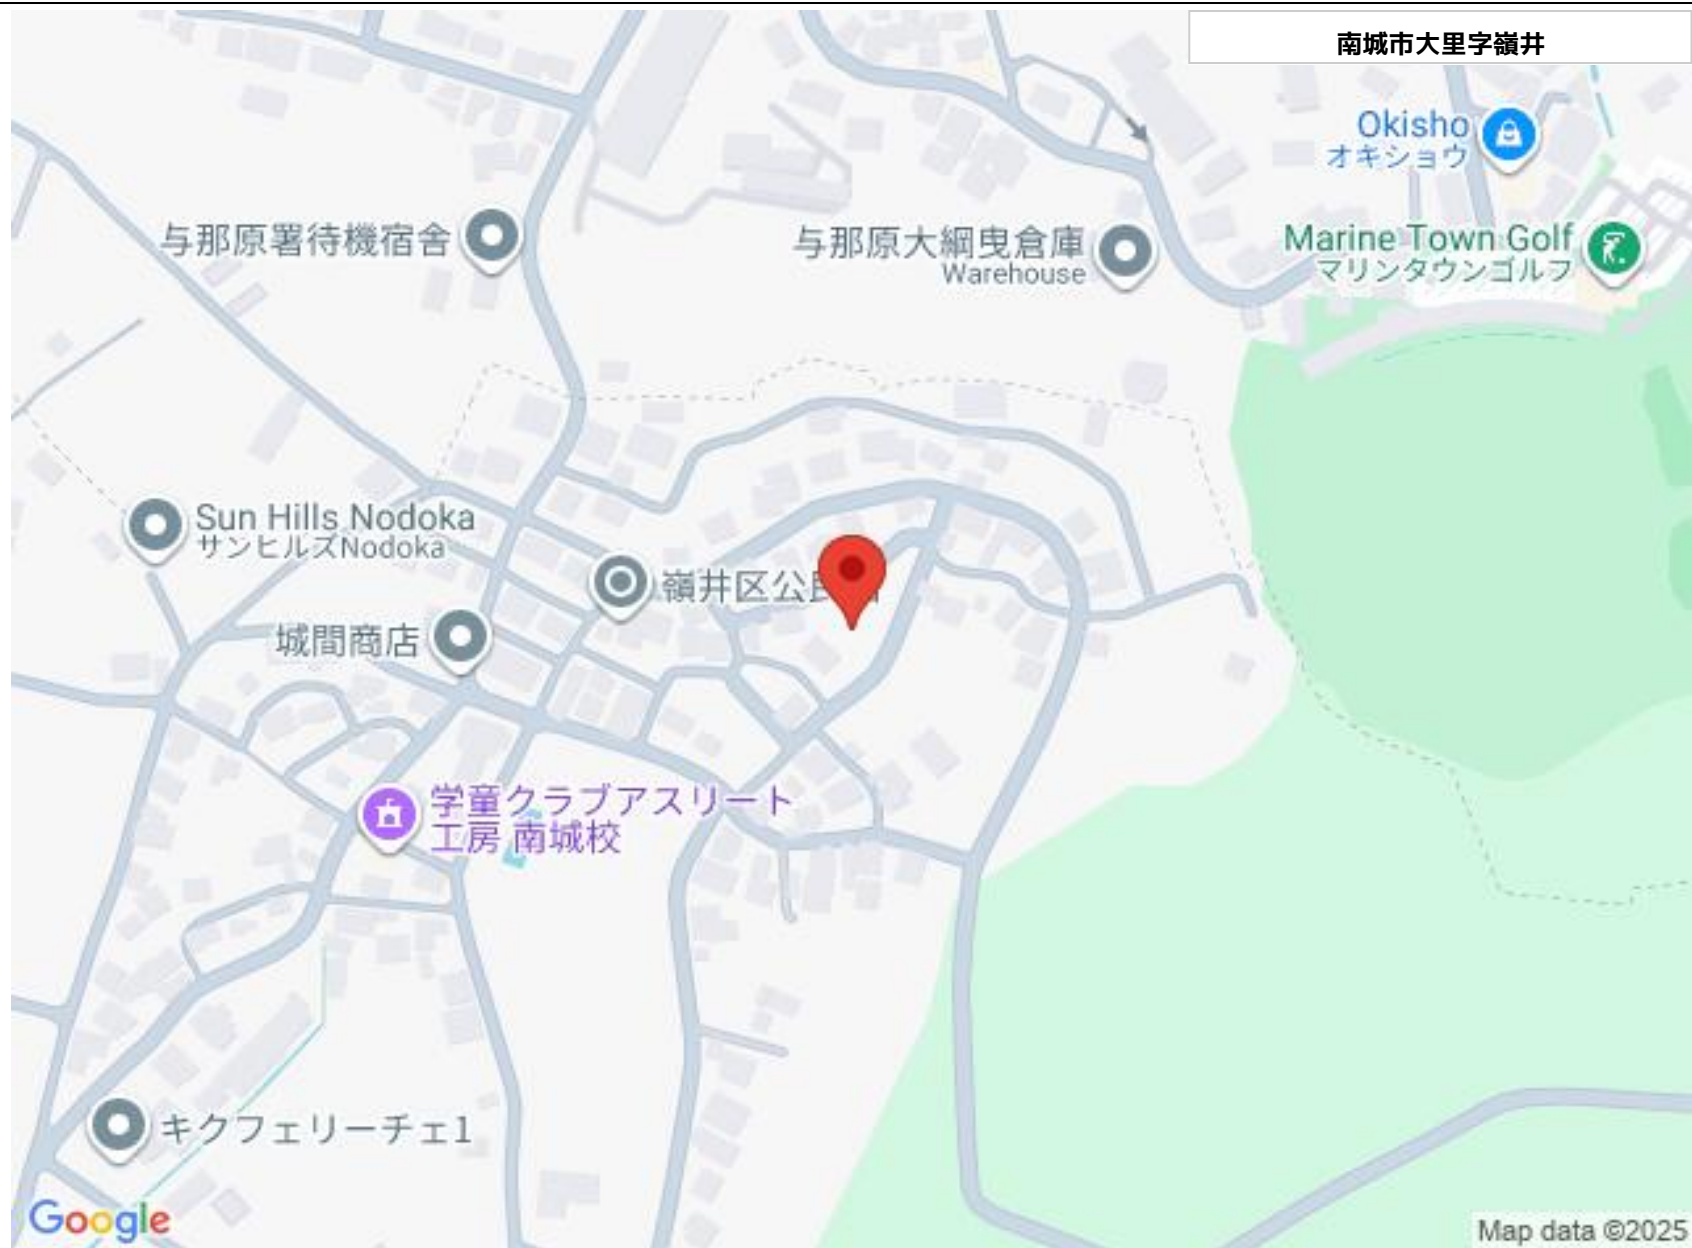 南城市大里字嶺井
Okisho
オキショウ
与那原署待機宿舎
与那原大綱曳倉庫
Warehouse
Marine Town Golf
マリンタウンゴルフ
Sun Hills Nodoka
サンヒルズNodoka
嶺井区公
城間商店
学童クラブアスリート
工房 南城校
キクフェリーチェ1
Google
Map data ©2025